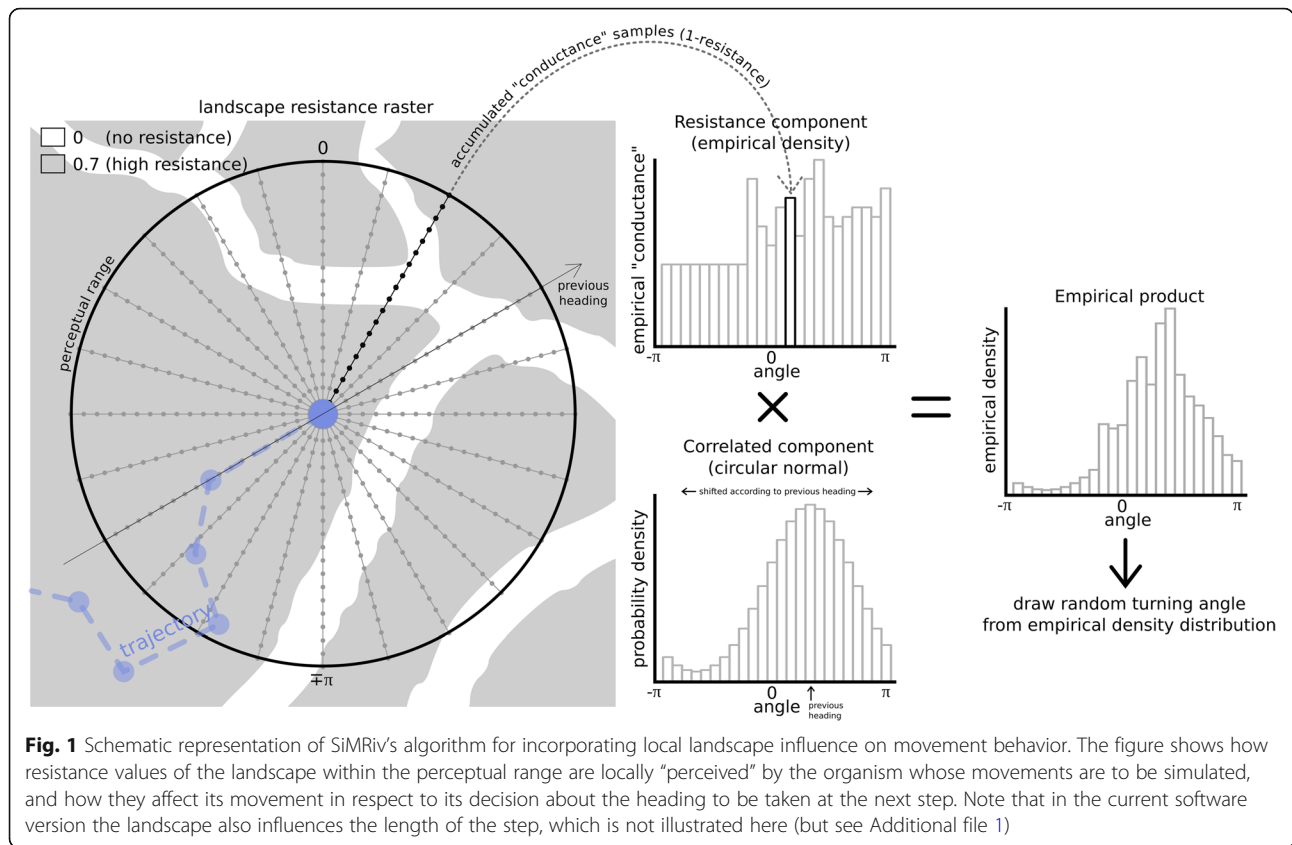 accumulated "conductance" samples (1-resistance)
landscape resistance raster
0 (no resistance)
0.7 (high resistance)
0
perceptual range
previous
heading
trajectory
∓π
Resistance component
(empirical density)
empirical "conductance"
-π 0 π
angle
×
Correlated component
(circular normal)
← shifted according to previous heading →
probability density
-π 0 π
angle
previous
heading
=
Empirical product
empirical density
-π 0 π
angle
draw random turning angle
from empirical density distribution
Fig. 1 Schematic representation of SiMRiv's algorithm for incorporating local landscape influence on movement behavior. The figure shows how
resistance values of the landscape within the perceptual range are locally “perceived” by the organism whose movements are to be simulated,
and how they affect its movement in respect to its decision about the heading to be taken at the next step. Note that in the current software
version the landscape also influences the length of the step, which is not illustrated here (but see Additional file 1)